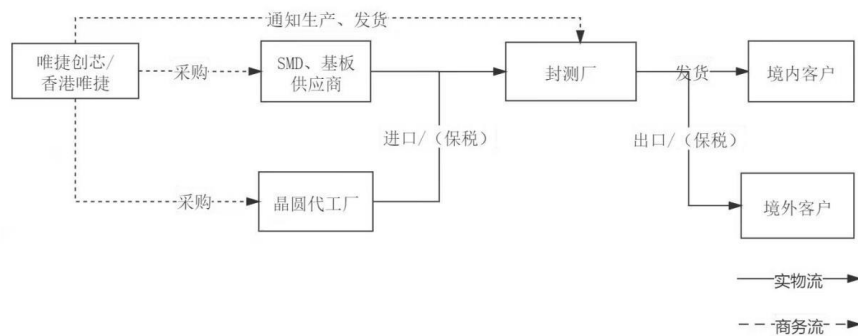 通知生产、发货
唯捷创芯/
香港唯捷
采购
SMD、基板
供应商
封测厂
发货
境内客户
进口/（保税）
出口/（保税）
采购
晶圆代工厂
境外客户
实物流
商务流